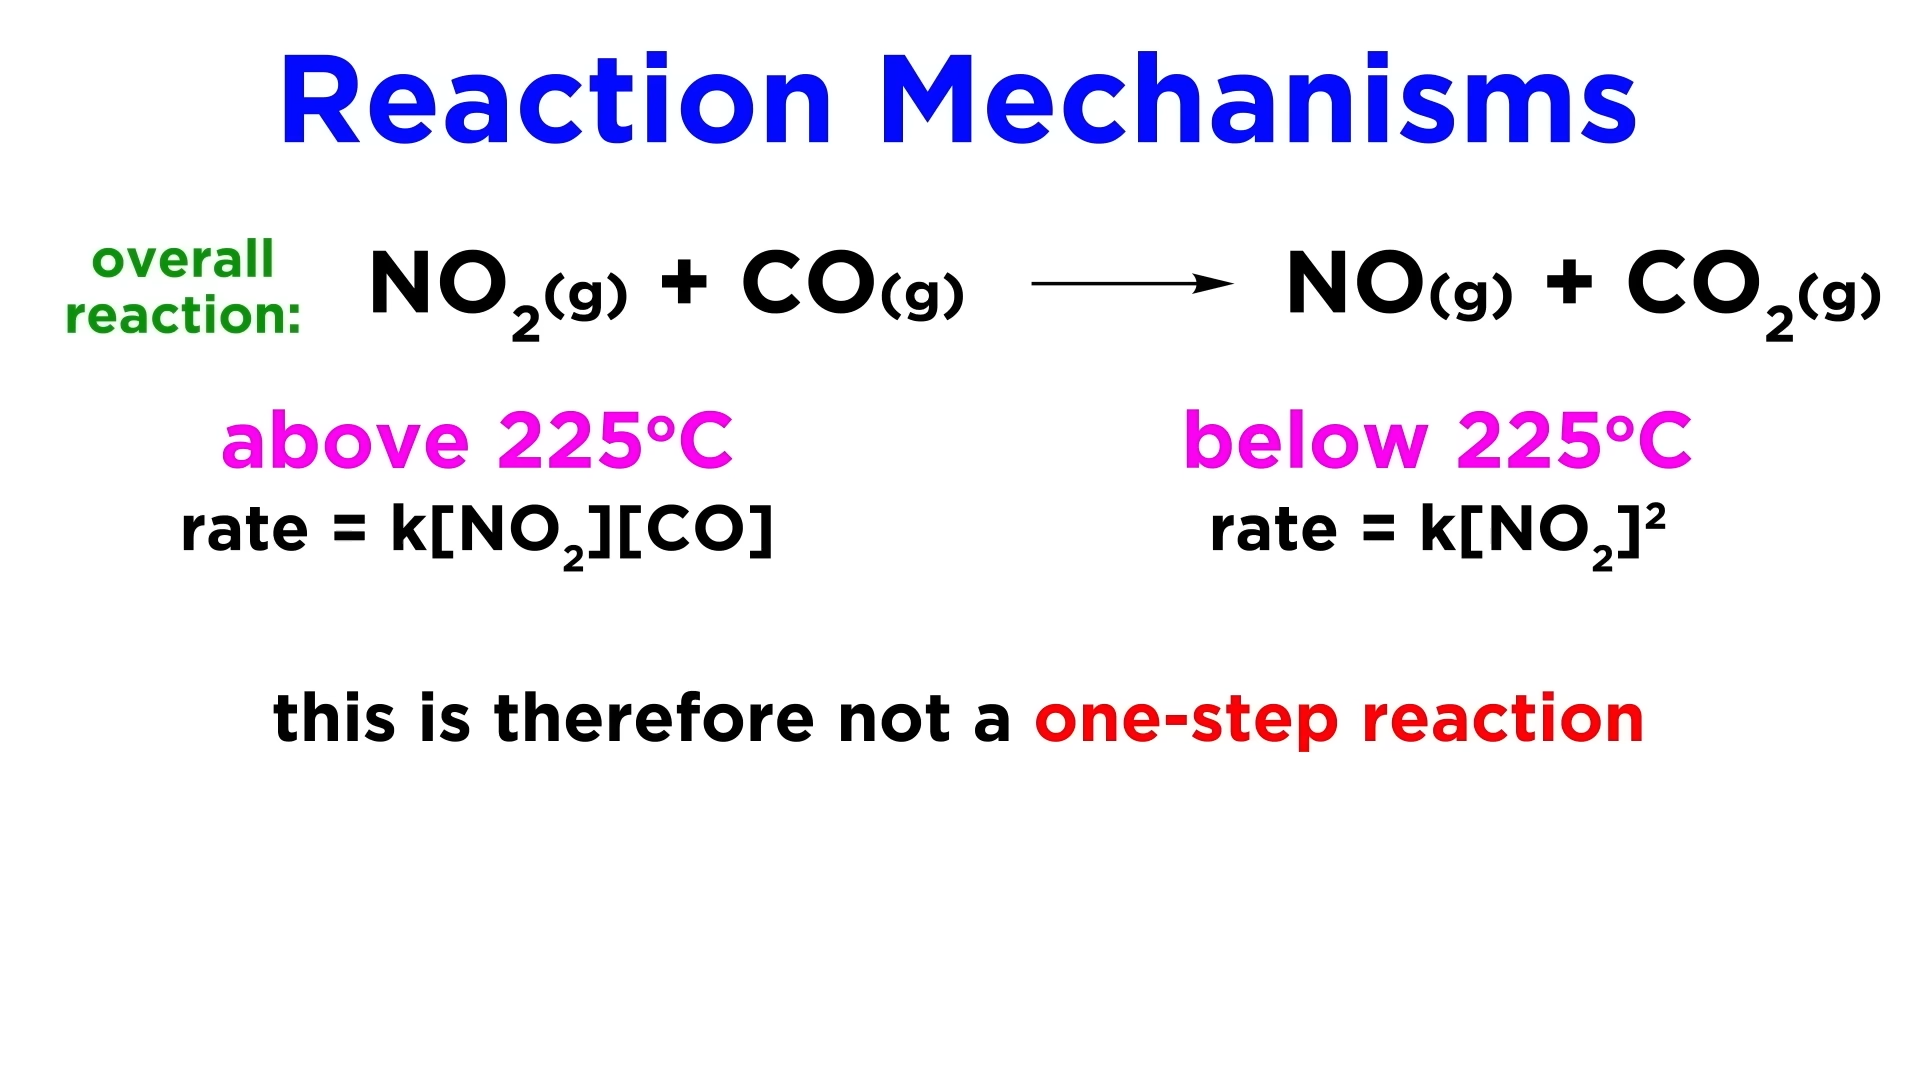 Reaction Mechanisms
overall
reaction:
NO₂(g) + CO(g) ⟶ NO(g) + CO₂(g)
above 225°C
rate = k[NO₂][CO]
below 225°C
rate = k[NO₂]²
this is therefore not a one-step reaction